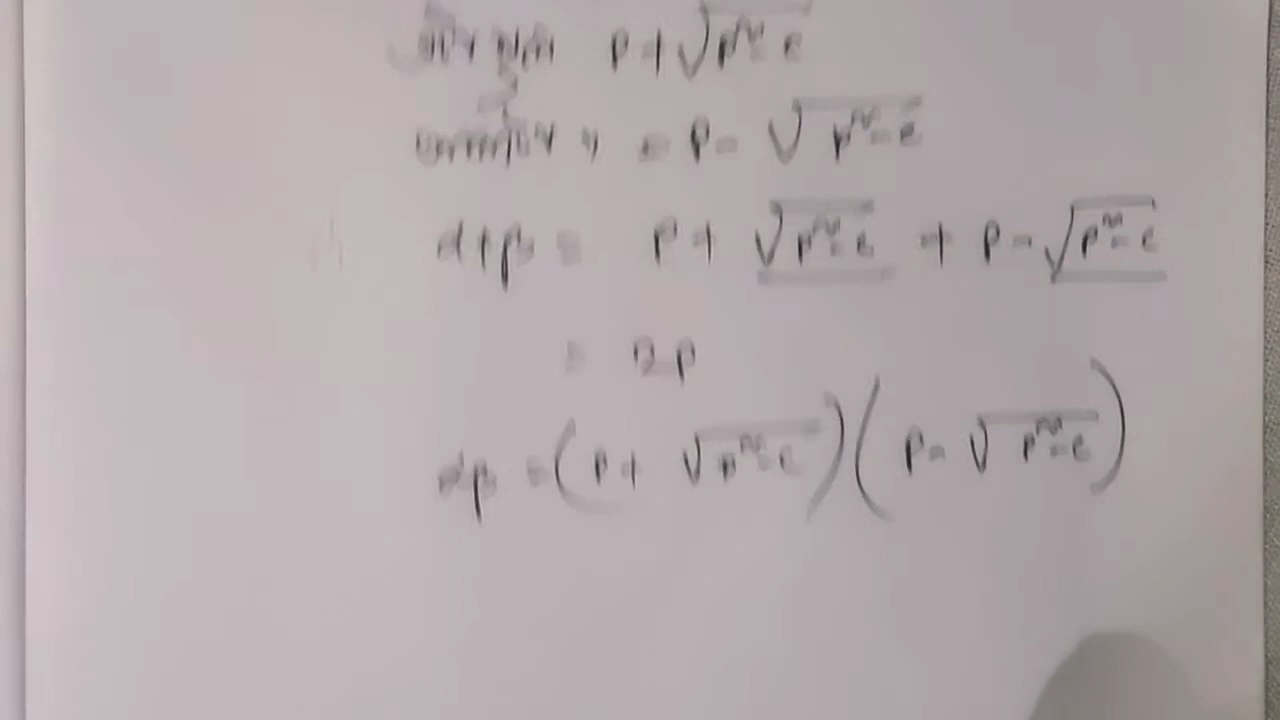 p + √p²-c
= p - √p²-c
α+β = p + √p²-c + p - √p²-c
= 2p
αβ = (p + √p²-c)(p - √p²-c)